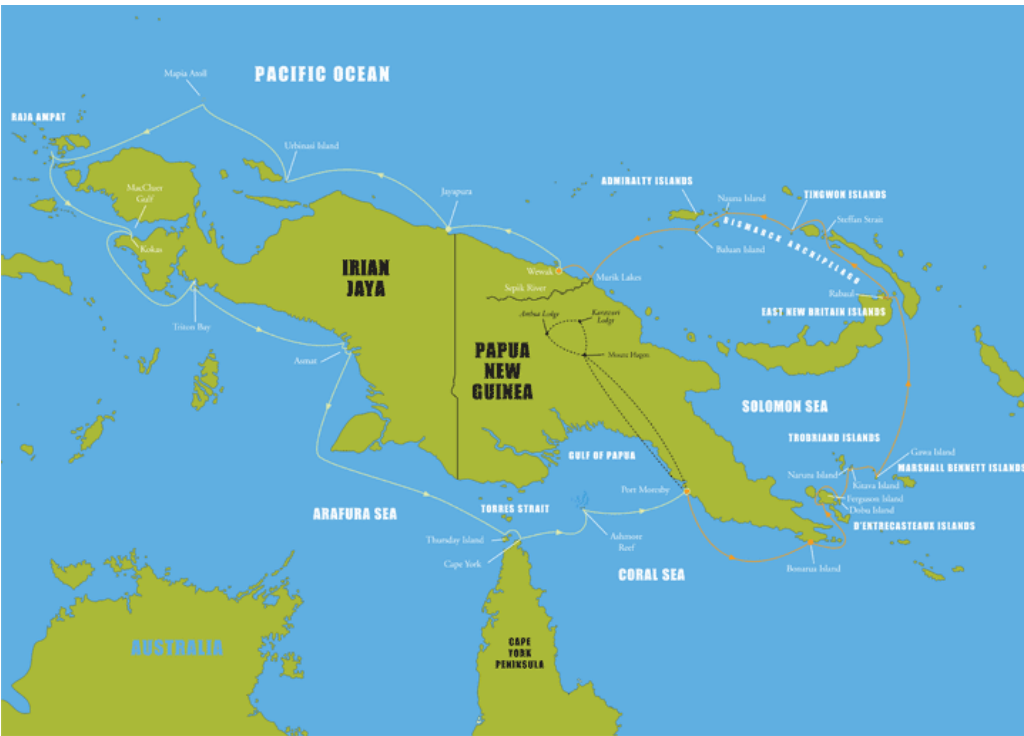 Mapia Atoll
PACIFIC OCEAN
RAJA AMPAT
Urbinasi Island
MacCluer
Gulf
Kokas
Jayapura
ADMIRALTY ISLANDS
Nauna Island
TINGWON ISLANDS
Steffan Strait
BISMARCK ARCHIPELAGO
Baluan Island
IRIAN
JAYA
Wewak
Murik Lakes
Sepik River
Rabaul
EAST NEW BRITAIN ISLANDS
Ambua Lodge
Karawari
Lodge
Triton Bay
Asmat
Mount Hagen
PAPUA
NEW
GUINEA
SOLOMON SEA
TROBRIAND ISLANDS
GULF OF PAPUA
Gawa Island
MARSHALL BENNETT ISLANDS
Kitava Island
Port Moresby
Ferguson Island
Dobu Island
D'ENTRECASTEAUX ISLANDS
ARAFURA SEA
TORRES STRAIT
Thursday Island
Ashmore
Reef
Cape York
CORAL SEA
Bonarua Island
AUSTRALIA
CAPE
YORK
PENINSULA